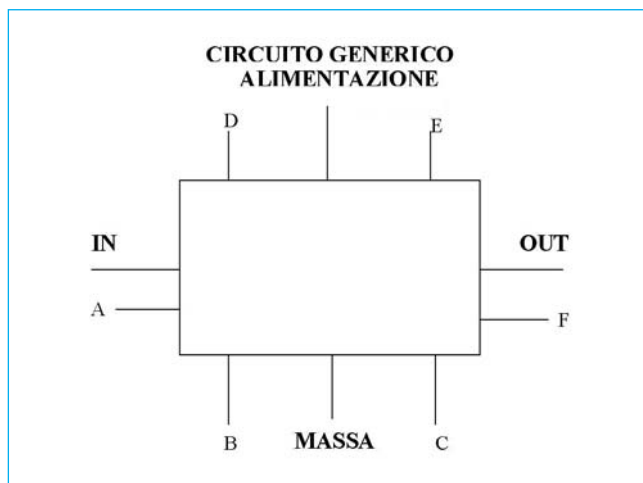 CIRCUITO GENERICO
ALIMENTAZIONE
D
E
IN
OUT
A
F
B
MASSA
C